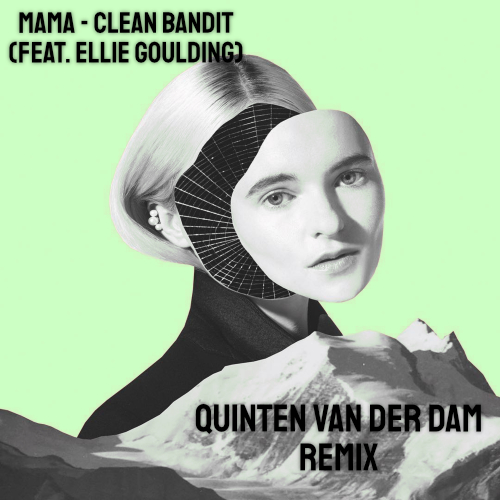 MAMA - CLEAN BANDIT
(FEAT. ELLIE GOULDING)
QUINTEN VAN DER DAM
REMIX